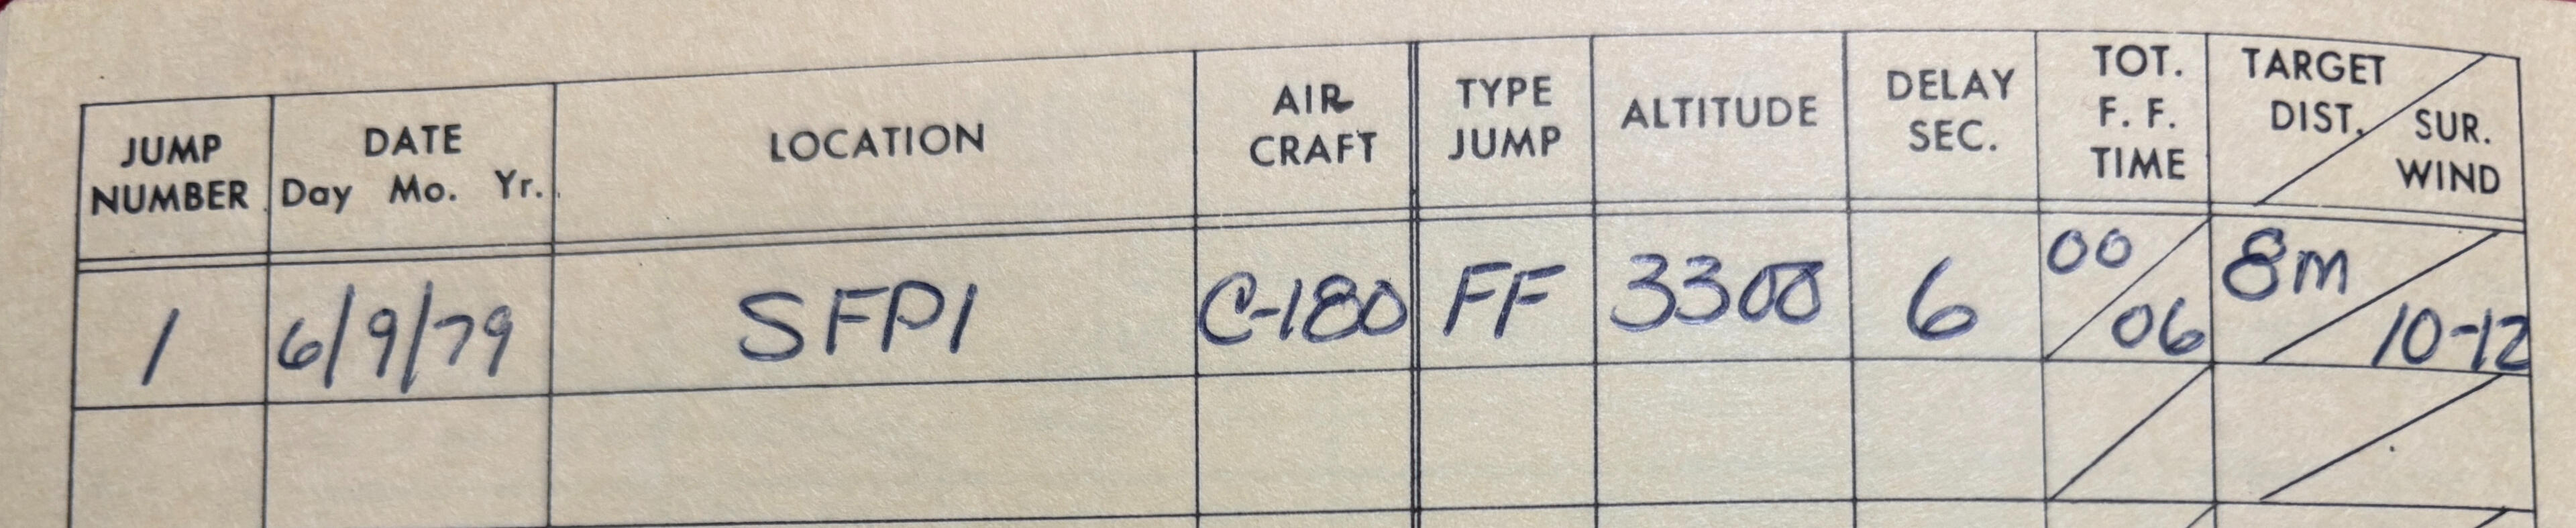 JUMP NUMBER DATE Day Mo. Yr. LOCATION AIR CRAFT TYPE JUMP ALTITUDE DELAY SEC. TOT. F. F. TIME TARGET DIST. SUR. WIND
1 6/9/79 SFPI C-180 FF 3300 6 00 06 8m 10-12